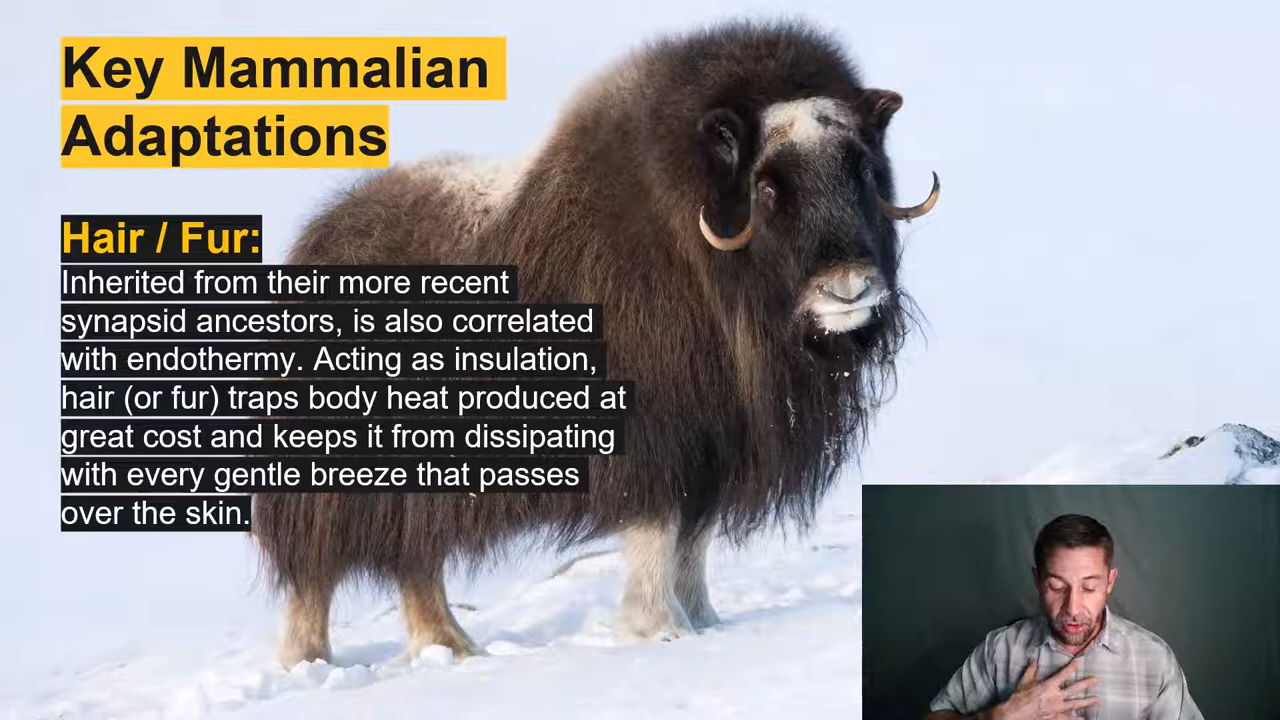 Key Mammalian
Adaptations
Hair / Fur:
Inherited from their more recent
synapsid ancestors, is also correlated
with endothermy. Acting as insulation,
hair (or fur) traps body heat produced at
great cost and keeps it from dissipating
with every gentle breeze that passes
over the skin.